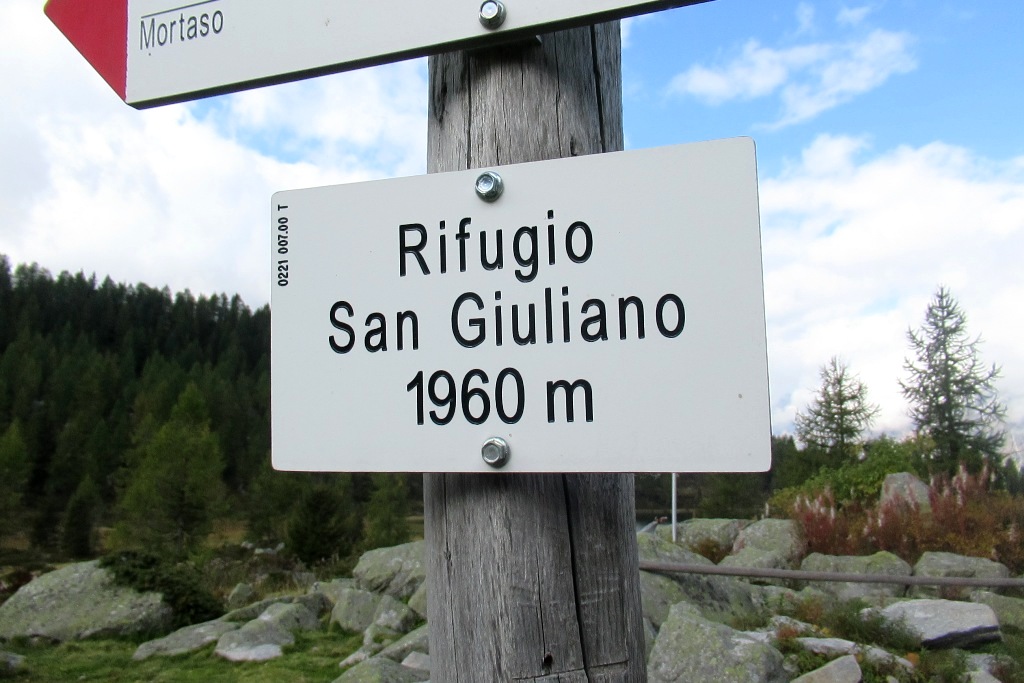 Mortaso
0221 007.00 T
Rifugio
San Giuliano
1960 m